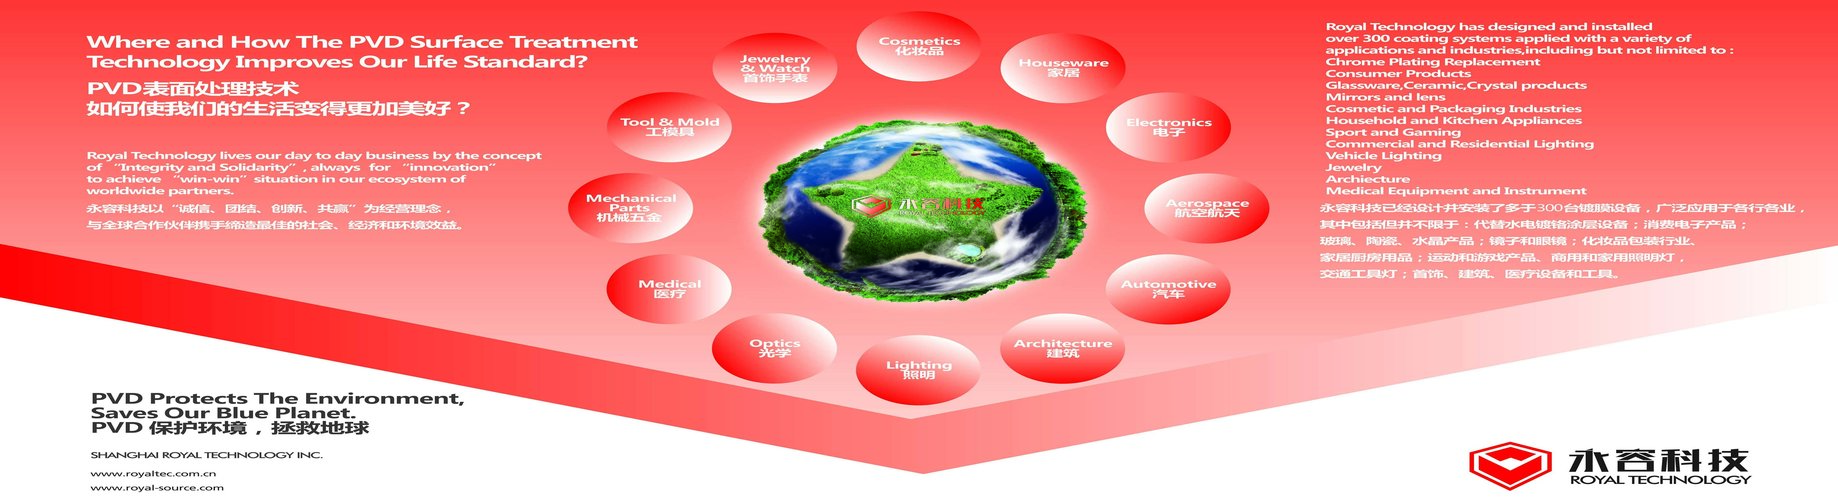 Where and How The PVD Surface Treatment
Technology Improves Our Life Standard?
PVD表面处理技术
如何使我们的生活变得更加美好？
Royal Technology lives our day to day business by the concept
of “Integrity and Solidarity”, always for “innovation”
to achieve “win-win” situation in our ecosystem of
worldwide partners.
永容科技以“诚信、团结、创新、共赢”为经营理念，
与全球合作伙伴携手缔造最佳的社会、经济和环境效益。
Cosmetics
化妆品
Houseware
家居
Electronics
电子
Aerospace
航空航天
Automotive
汽车
Architecture
建筑
Lighting
照明
Optics
光学
Medical
医疗
Mechanical
Parts
机械五金
Tool & Mold
工模具
Jewelery
& Watch
首饰手表
永容科技
ROYAL TECHNOLOGY
Royal Technology has designed and installed
over 300 coating systems applied with a variety of
applications and industries,including but not limited to :
Chrome Plating Replacement
Consumer Products
Glassware,Ceramic,Crystal products
Mirrors and lens
Cosmetic and Packaging Industries
Household and Kitchen Appliances
Sport and Gaming
Commercial and Residential Lighting
Vehicle Lighting
Jewelry
Archiecture
Medical Equipment and Instrument
永容科技已经设计并安装了多于300台镀膜设备，广泛应用于各行各业，
其中包括但并不限于：代替水电镀铬涂层设备；消费电子产品；
玻璃、陶瓷、水晶产品；镜子和眼镜；化妆品包装行业、
家居厨房用品；运动和游戏产品、商用和家用照明灯，
交通工具灯；首饰、建筑、医疗设备和工具。
PVD Protects The Environment,
Saves Our Blue Planet.
PVD 保护环境，拯救地球
SHANGHAI ROYAL TECHNOLOGY INC.
www.royaltec.com.cn
www.royal-source.com
永容科技
ROYAL TECHNOLOGY